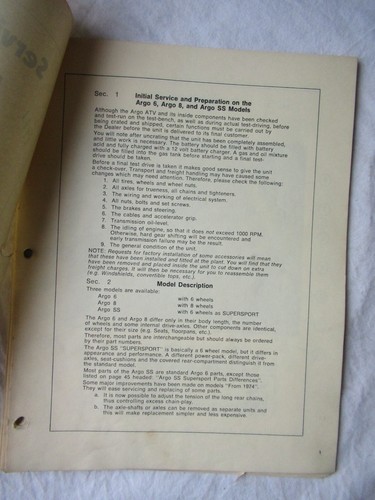 Servi
Sec. 1 Initial Service and Preparation on the
Argo 6, Argo 8, and Argo SS Models
Although the Argo ATV and its inside components have been checked
and test-run on the test-bench, as well as during actual test-driving, before
being crated and shipped, certain functions must be carried out by
the Dealer before the unit is delivered to its final customer.
You will note after uncrating that the unit has been completely assembled,
and little work is necessary. The battery should be filled with battery
acid and fully charged with a 12 volt battery charger. A gas and oil mixture
should be filled into the gas tank before starting and a final test-
drive should be taken.
Before a final test drive is taken it makes good sense to give the unit
a check-over. Transport and freight handling may have caused some
changes which may need attention. Therefore, please check the following:
1. All tires, wheels and wheel nuts.
2. All axles for trueness, all chains and tighteners.
3. The wiring and working of electrical system.
4. All nuts, bolts and set screws.
5. The brakes and steering.
6. The cables and accelerator grip.
7. Transmission oil-level.
8. The idling of engine, so that it does not exceed 1000 RPM.
Otherwise, hard gear shifting will be encountered and
early transmission failure may be the result.
9. The general condition of the unit.
NOTE: Requests for factory installation of some accessories will mean
that these have been installed and tilted at the plant. You will find that they
have been removed and placed inside the unit to cut down on extra
freight charges. It will then be necessary for you to reassemble them
(e.g. Windshields, convertible tops, etc.)
Sec. 2 Model Description
Three models are available:
Argo 6 with 6 wheels
Argo 8 with 8 wheels
Argo SS with 6 wheels as SUPERSPORT
The Argo 6 and Argo 8 differ only in their body length, the number
of wheels and some internal drive-axles. Other components are identical,
except for their size (e.g. Seats, floorpans, etc.).
Therefore, most parts are interchangeable but should always be ordered
by their part numbers.
The Argo SS "SUPERSPORT" is basically a 6 wheel model, but it differs in
appearance and performance. A different power-pack, different drive-
axles, seat-cushions and the covered rear-compartment distinguish it from
the standard model.
Most parts of the Argo SS are standard Argo 6 parts, except those
listed on page 45 headed: "Argo SS Supersport Parts Differences".
Some major improvements have been made on models "From 1974".
They will ease servicing and replacing of some parts.
a. It is now possible to adjust the tension of the long rear chains,
thus controlling excess chain-play.
b. The axle-shafts or axles can be removed as separate units and
this will make replacement simpler and less expensive.
1